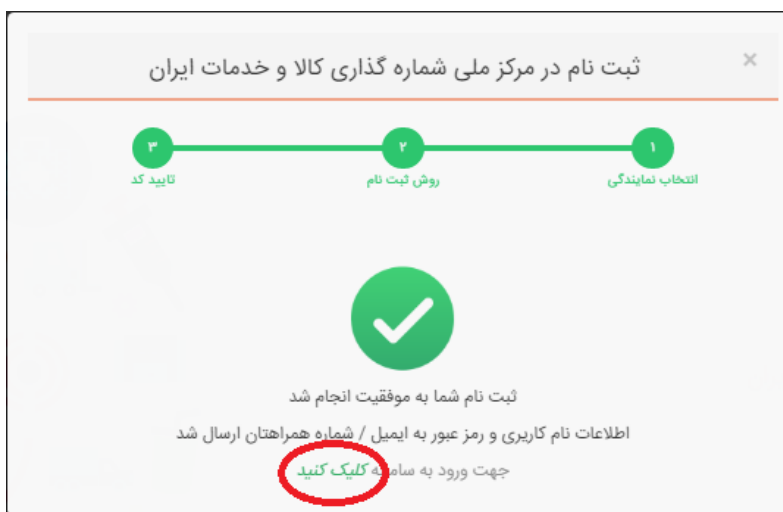 ثبت نام در مرکز ملی شماره گذاری کالا و خدمات ایران
×
۱
۲
۳
انتخاب نمایندگی
روش ثبت نام
تایید کد
ثبت نام شما به موفقیت انجام شد
اطلاعات نام کاربری و رمز عبور به ایمیل / شماره همراهتان ارسال شد
جهت ورود به سامانه کلیک کنید